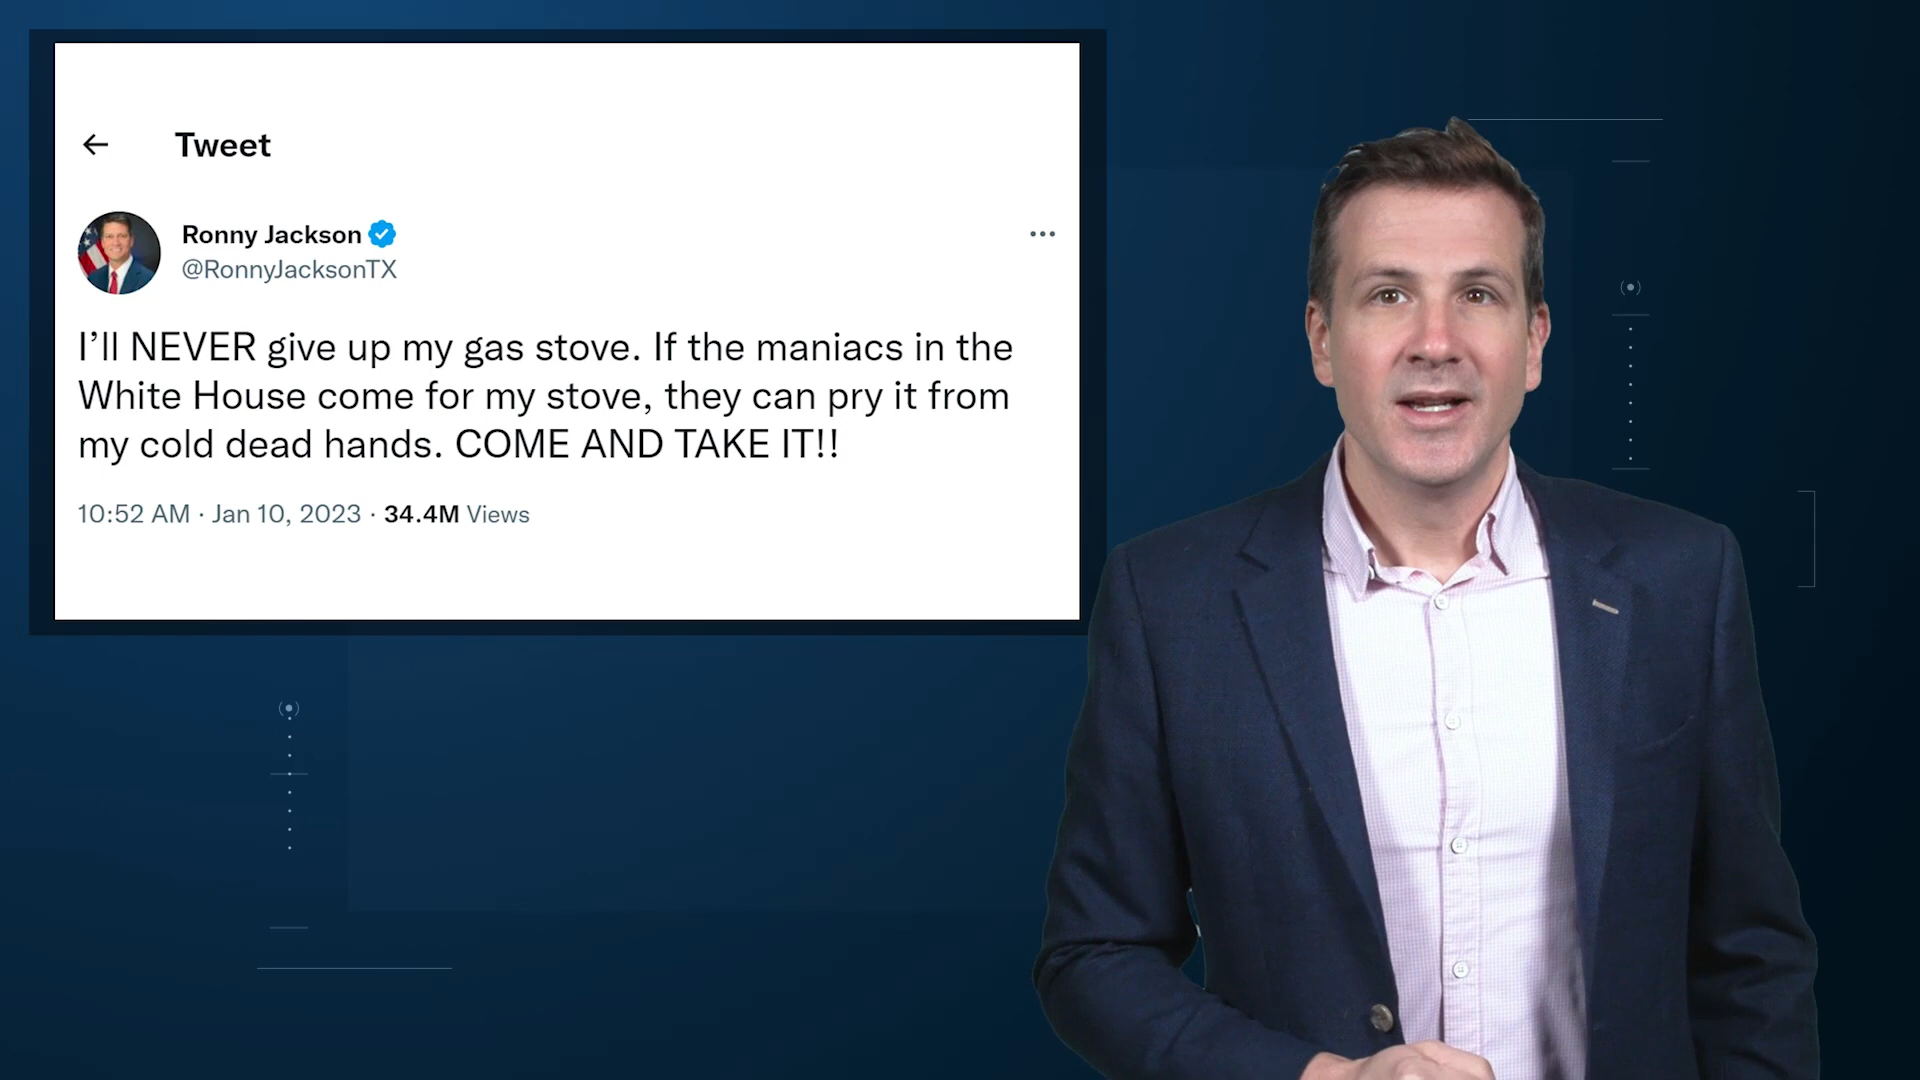 Tweet
Ronny Jackson
@RonnyJacksonTX
I’ll NEVER give up my gas stove. If the maniacs in the
White House come for my stove, they can pry it from
my cold dead hands. COME AND TAKE IT!!
10:52 AM · Jan 10, 2023 · 34.4M Views